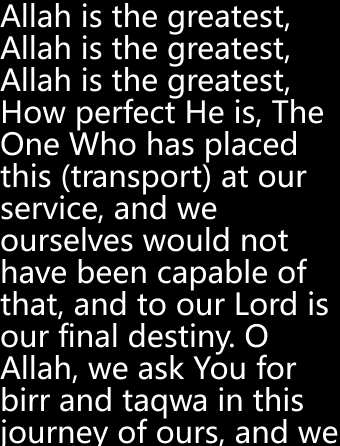 Allah is the greatest,
Allah is the greatest,
Allah is the greatest,
How perfect He is, The
One Who has placed
this (transport) at our
service, and we
ourselves would not
have been capable of
that, and to our Lord is
our final destiny. O
Allah, we ask You for
birr and taqwa in this
journey of ours, and we